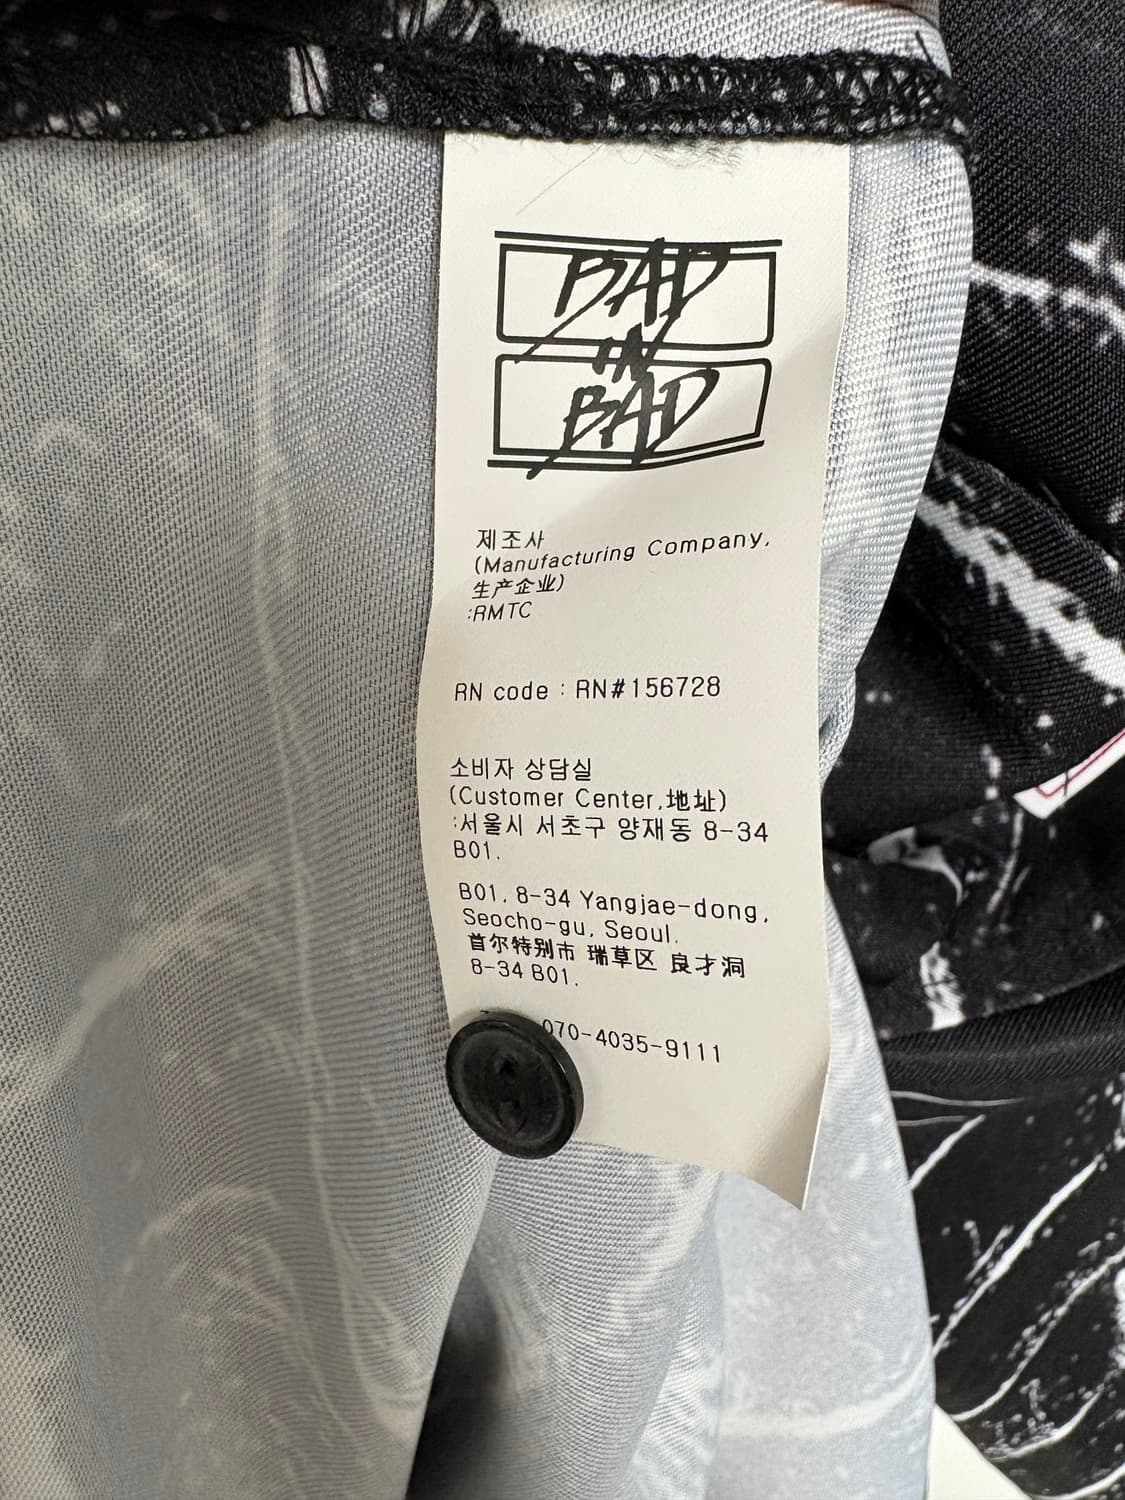 BAD
IN
BAD
제조사
(Manufacturing Company,
生产企业)
:RMTC
RN code : RN#156728
소비자 상담실
(Customer Center,地址)
:서울시 서초구 양재동 8-34
B01.
B01, 8-34 Yangjae-dong,
Seocho-gu, Seoul.
首尔特别市 瑞草区 良才洞
8-34 B01.
070-4035-9111